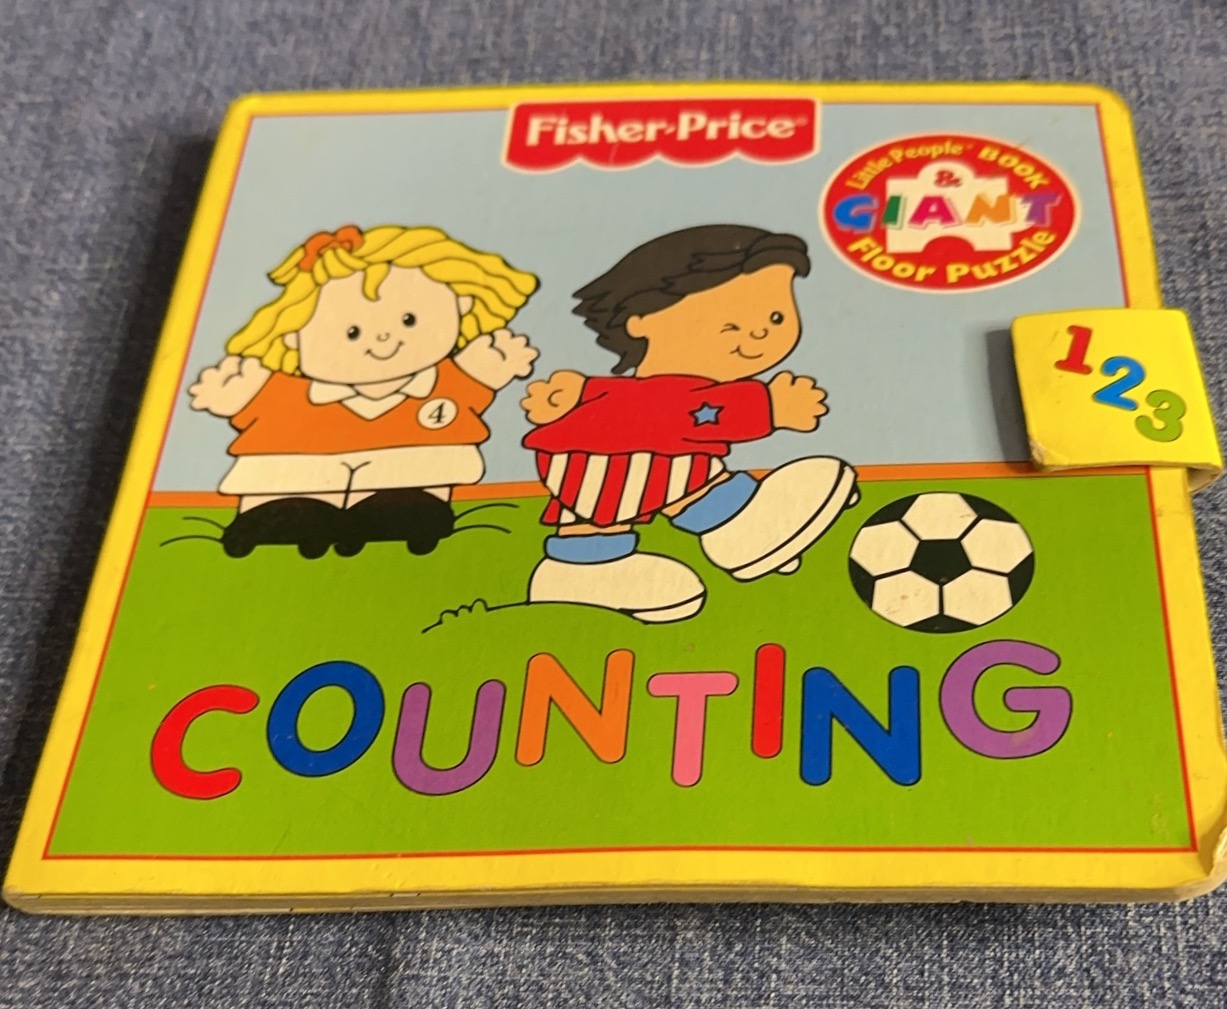 Fisher-Price®
Little People® BOOK
&
GIANT
Floor Puzzle
1
2
3
4
COUNTING